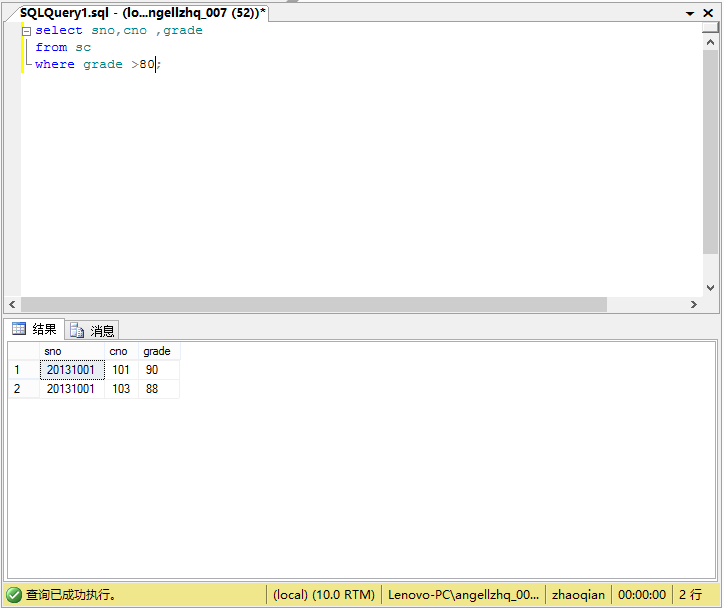 SQLQuery1.sql - (lo...ngellzhq_007 (52))*
select sno,cno ,grade
from sc
where grade >80;
结果 消息
sno cno grade
1 20131001 101 90
2 20131001 103 88
查询已成功执行。 (local) (10.0 RTM) Lenovo-PC\angellzhq_00... zhaoqian 00:00:00 2 行